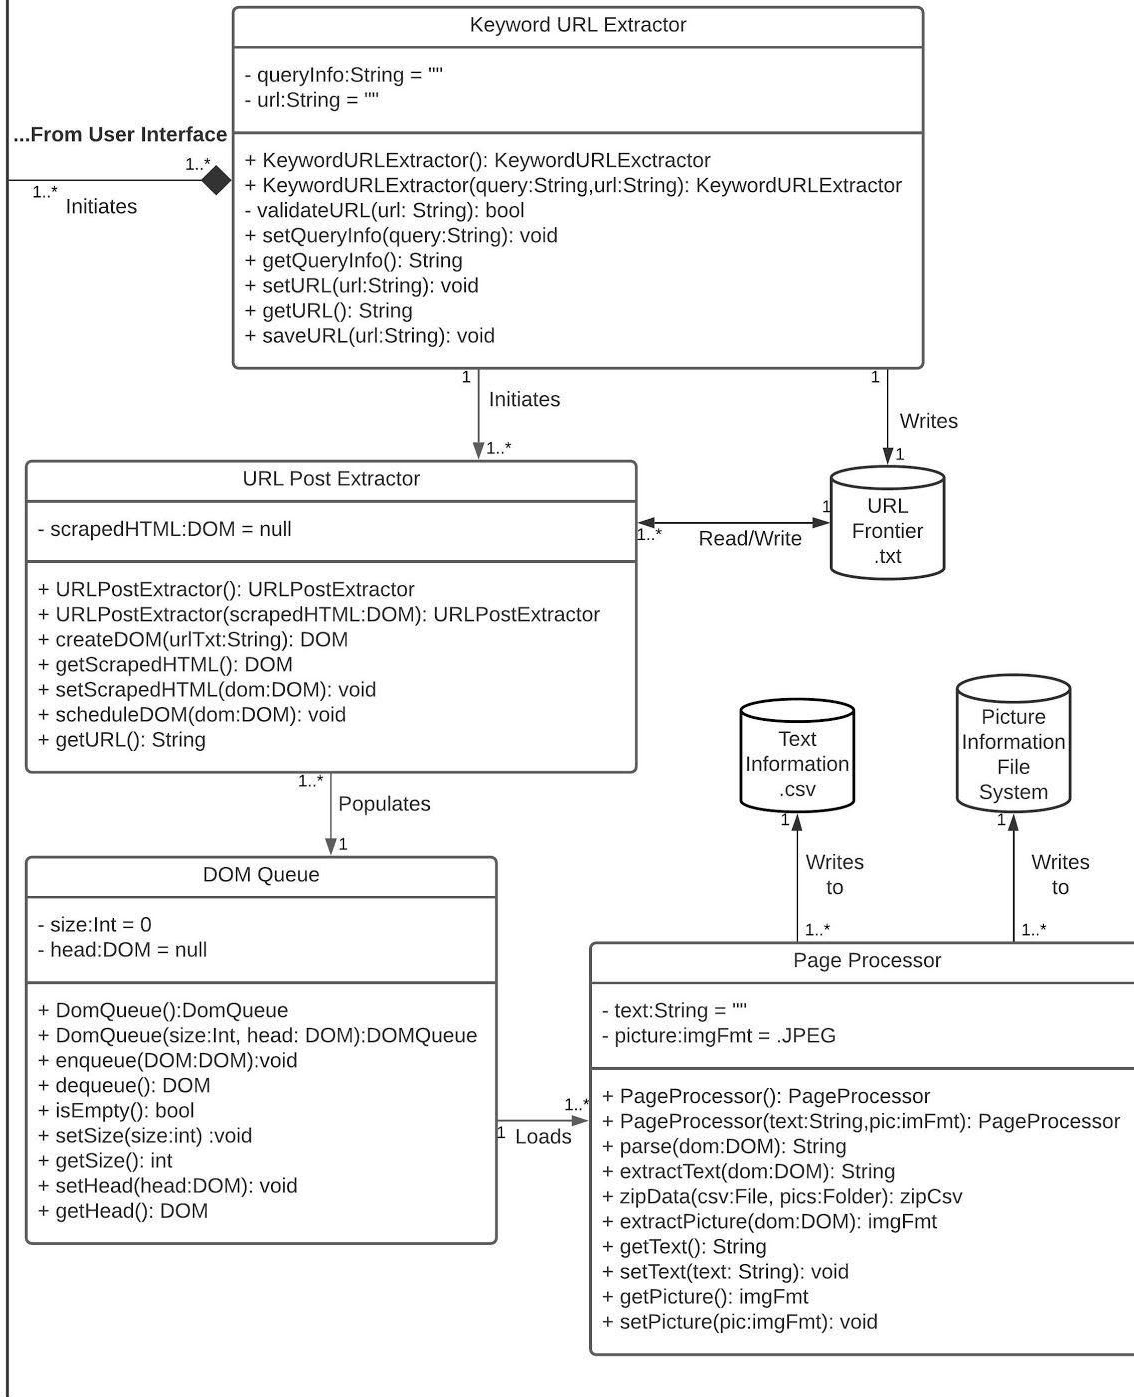 Keyword URL Extractor
- queryInfo:String = ""
- url:String = ""
...From User Interface
1..*
1..*
Initiates
+ KeywordURLExtractor(): KeywordURLExctractor
+ KeywordURLExtractor(query:String,url:String): KeywordURLExtractor
- validateURL(url: String): bool
+ setQueryInfo(query:String): void
+ getQueryInfo(): String
+ setURL(url:String): void
+ getURL(): String
+ saveURL(url:String): void
1
Initiates
1..*
1
Writes
1
URL Post Extractor
- scrapedHTML:DOM = null
+ URLPostExtractor(): URLPostExtractor
+ URLPostExtractor(scrapedHTML:DOM): URLPostExtractor
+ createDOM(urlTxt:String): DOM
+ getScrapedHTML(): DOM
+ setScrapedHTML(dom:DOM): void
+ scheduleDOM(dom:DOM): void
+ getURL(): String
1..*
Read/Write
1
URL
Frontier
.txt
Text
Information
.csv
Picture
Information
File
System
1..*
Populates
1
1
Writes
to
1..*
1
Writes
to
1..*
DOM Queue
- size:Int = 0
- head:DOM = null
+ DomQueue():DomQueue
+ DomQueue(size:Int, head: DOM):DOMQueue
+ enqueue(DOM:DOM):void
+ dequeue(): DOM
+ isEmpty(): bool
+ setSize(size:int) :void
+ getSize(): int
+ setHead(head:DOM): void
+ getHead(): DOM
1
Loads
1..*
Page Processor
- text:String = ""
- picture:imgFmt = .JPEG
+ PageProcessor(): PageProcessor
+ PageProcessor(text:String,pic:imFmt): PageProcessor
+ parse(dom:DOM): String
+ extractText(dom:DOM): String
+ zipData(csv:File, pics:Folder): zipCsv
+ extractPicture(dom:DOM): imgFmt
+ getText(): String
+ setText(text: String): void
+ getPicture(): imgFmt
+ setPicture(pic:imgFmt): void